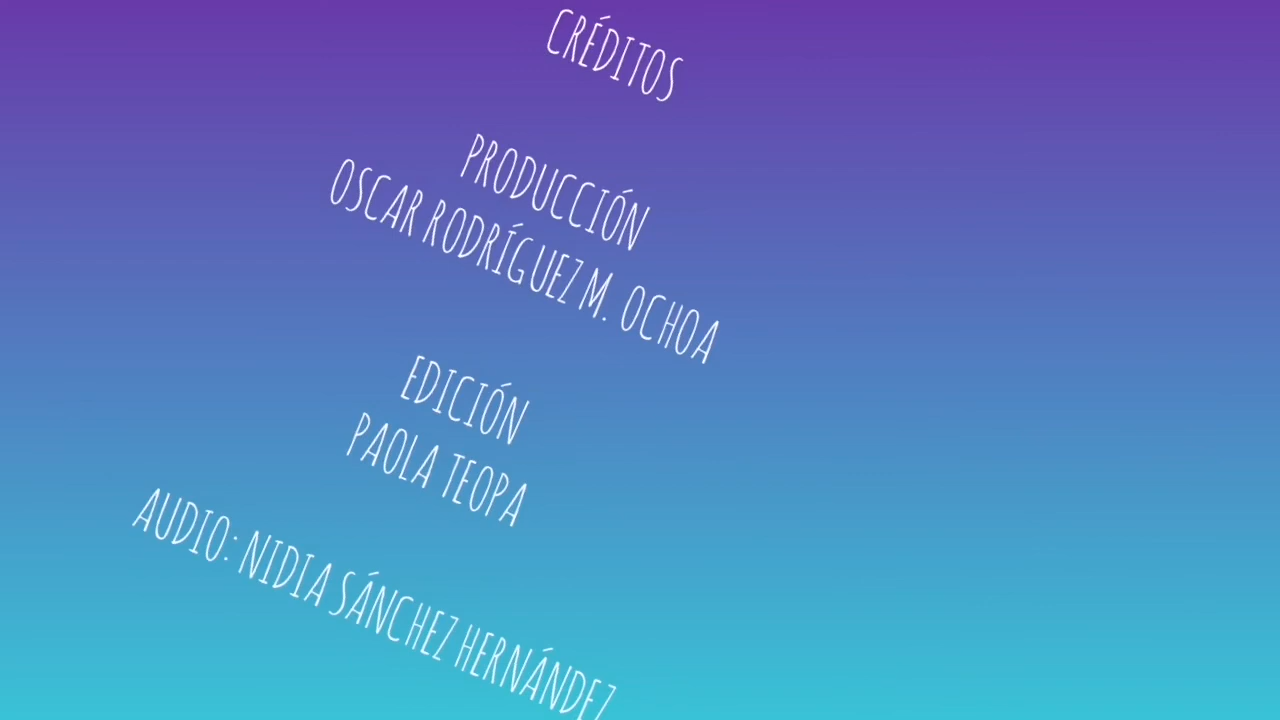 CRÉDITOS
PRODUCCIÓN
OSCAR RODRÍGUEZ M. OCHOA
EDICIÓN
PAOLA TEOPA
AUDIO: NIDIA SÁNCHEZ HERNÁNDEZ